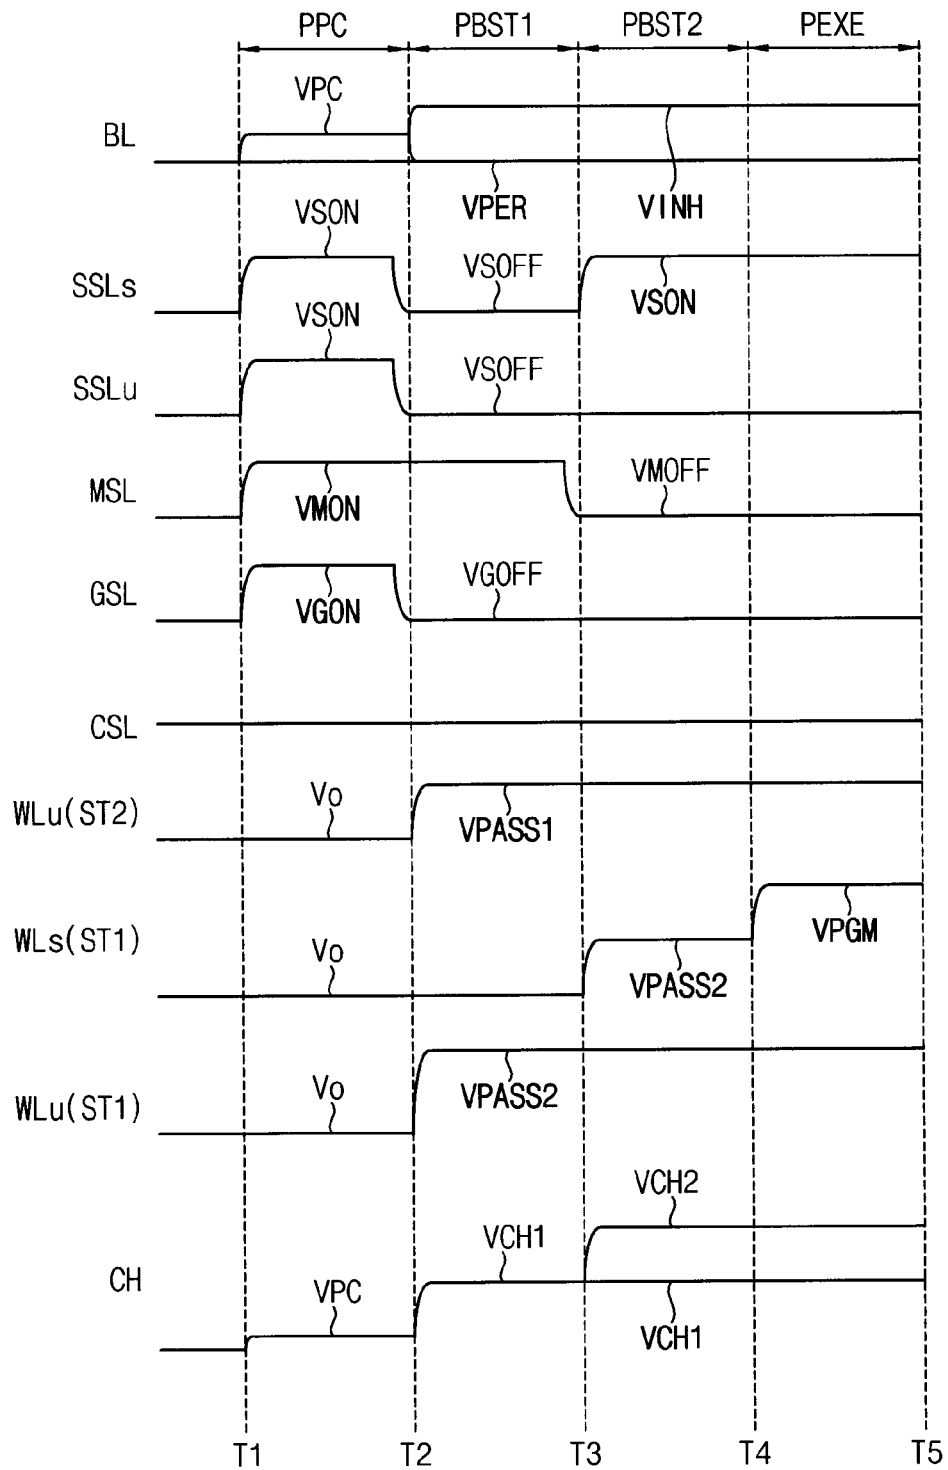 PPC PBST1 PBST2 PEXE
VPC
BL
VPER VINH
VSON
SSLs VSOFF VSON
VSON
SSLu VSOFF
MSL VMON VMOFF
GSL VGON VGOFF
CSL
WLu(ST2) Vo VPASS1
WLs(ST1) Vo VPASS2 VPGM
WLu(ST1) Vo VPASS2
VCH2
VCH1
CH VPC VCH1
T1 T2 T3 T4 T5